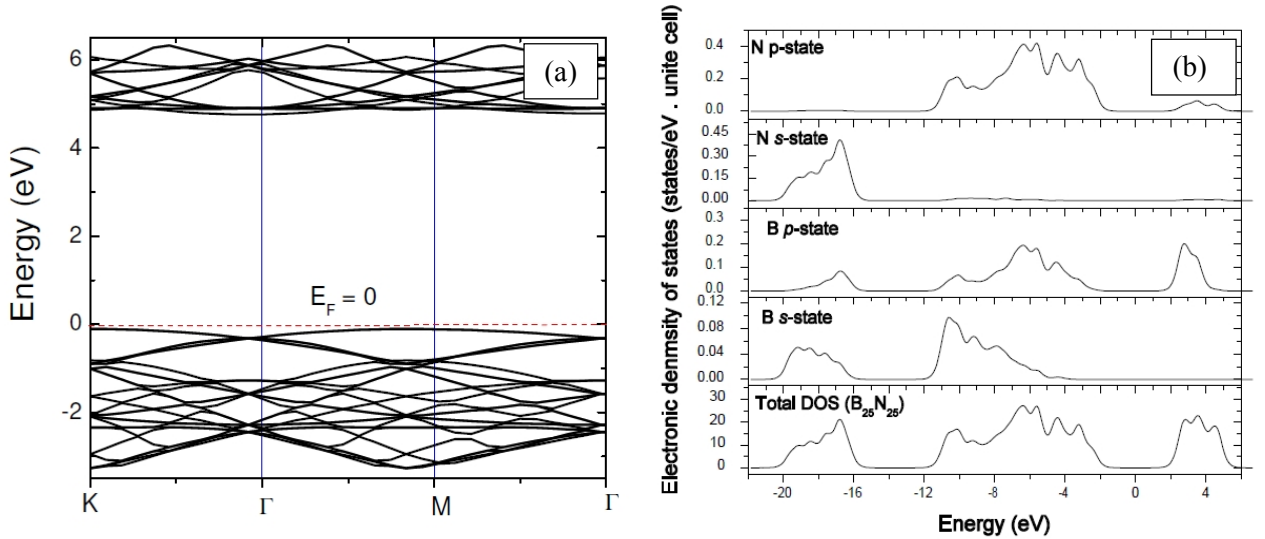 (a)
Energy (eV)
6
4
2
0
-2
E_F = 0
K
Γ
M
Γ
(b)
Electronic denmsity of states (states/eV . unite cell)
N p-state
0.4
0.2
0.0
N s-state
0.45
0.30
0.15
0.00
B p-state
0.3
0.2
0.1
0.0
B s-state
0.12
0.08
0.04
0.00
Total DOS (B25N25)
30
20
10
0
-20 -16 -12 -8 -4 0 4
Energy (eV)